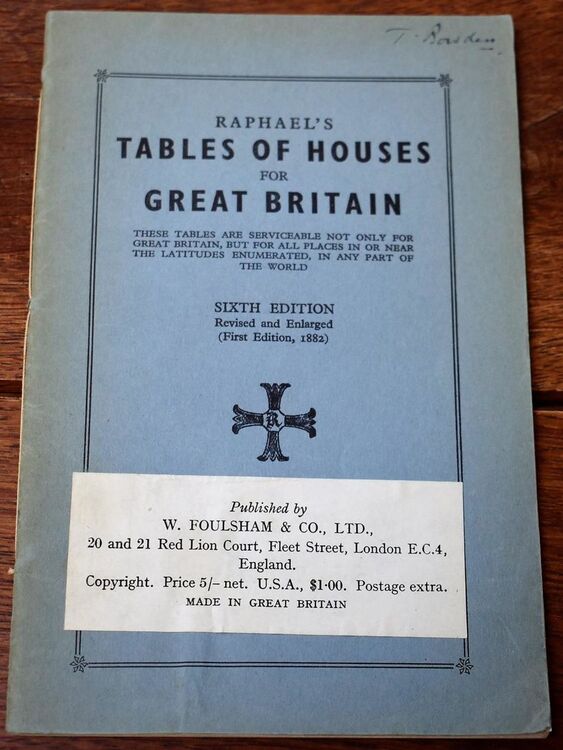 T. Bowden
RAPHAEL'S
TABLES OF HOUSES
FOR
GREAT BRITAIN
THESE TABLES ARE SERVICEABLE NOT ONLY FOR
GREAT BRITAIN, BUT FOR ALL PLACES IN OR NEAR
THE LATITUDES ENUMERATED, IN ANY PART OF
THE WORLD
SIXTH EDITION
Revised and Enlarged
(First Edition, 1882)
R
Published by
W. FOULSHAM & CO., LTD.,
20 and 21 Red Lion Court, Fleet Street, London E.C.4,
England.
Copyright. Price 5/- net. U.S.A., $1·00. Postage extra.
MADE IN GREAT BRITAIN